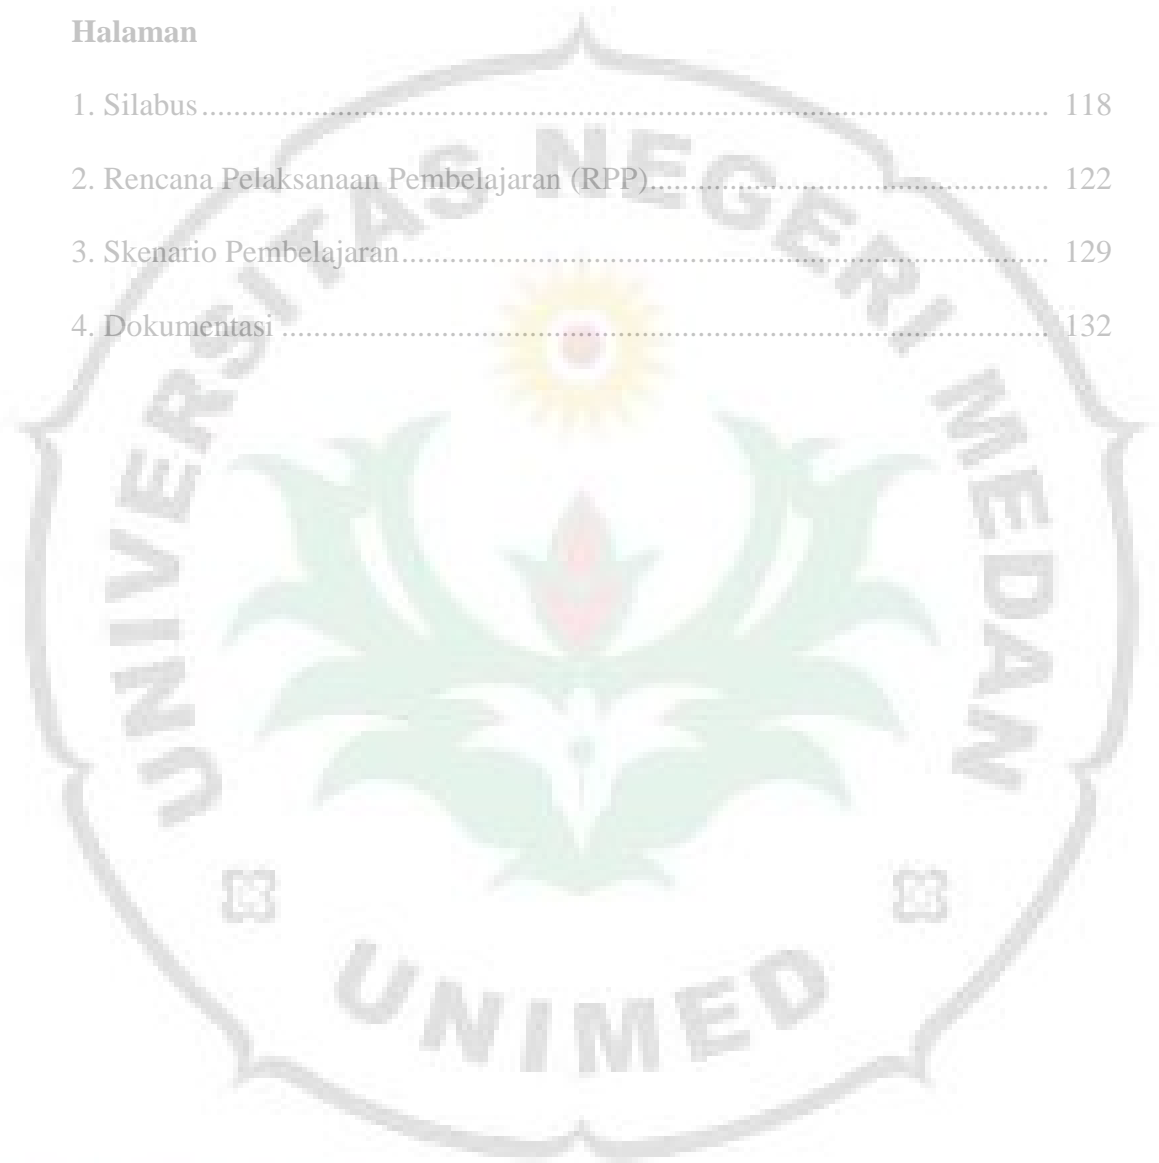 Halaman
1. Silabus ........................................................................................................... 118
2. Rencana Pelaksanaan Pembelajaran (RPP).................................................. 122
3. Skenario Pembelajaran.................................................................................. 129
4. Dokumentasi .................................................................................................. 132
UNIVERSITAS NEGERI MEDAN
UNIMED